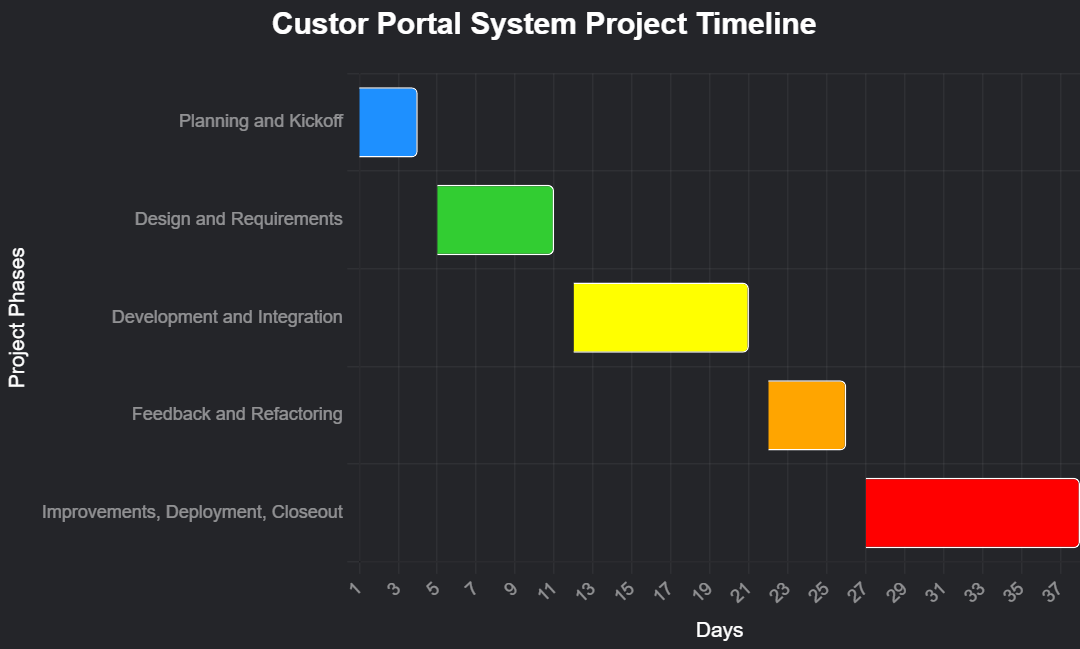 Custor Portal System Project Timeline
Project Phases
Planning and Kickoff
Design and Requirements
Development and Integration
Feedback and Refactoring
Improvements, Deployment, Closeout
1 3 5 7 9 11 13 15 17 19 21 23 25 27 29 31 33 35 37
Days